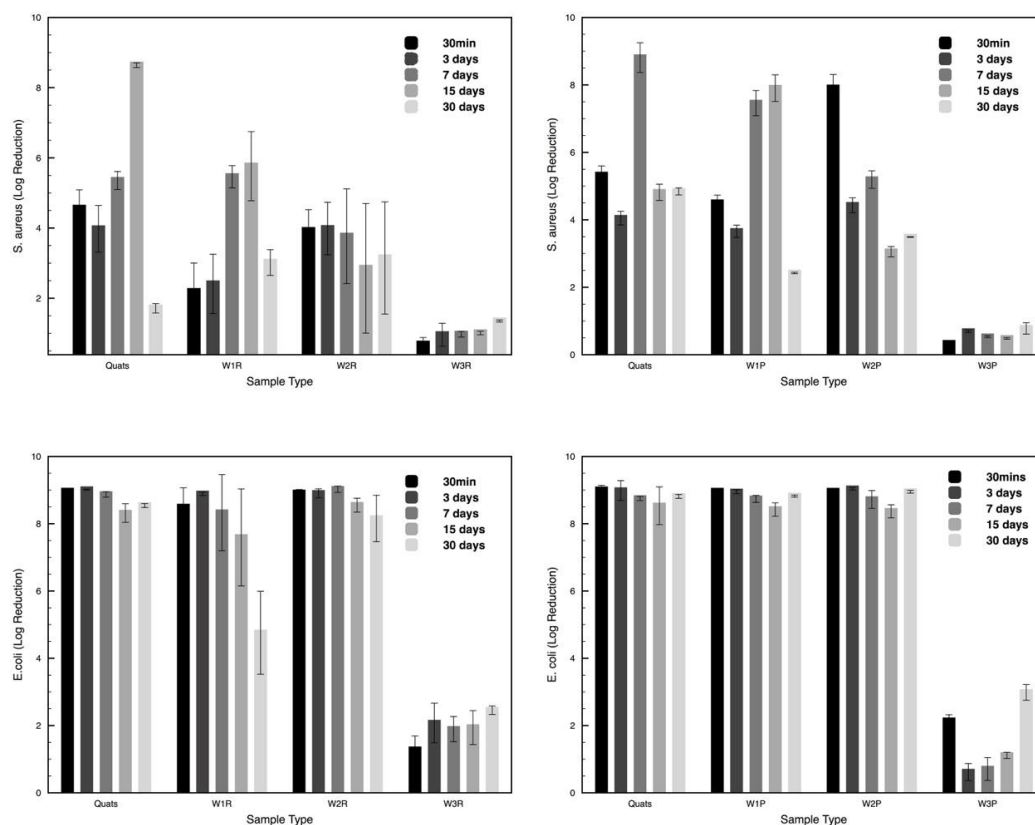 10
8
6
4
2
S. aureus (Log Reduction)
30min
3 days
7 days
15 days
30 days
Quats
W1R
W2R
W3R
Sample Type
10
8
6
4
2
0
S. aureus (Log Reduction)
30min
3 days
7 days
15 days
30 days
Quats
W1P
W2P
W3P
Sample Type
10
8
6
4
2
0
E.coli (Log Reduction)
30min
3 days
7 days
15 days
30 days
Quats
W1R
W2R
W3R
Sample Type
10
8
6
4
2
0
E. coli (Log Reduction)
30mins
3 days
7 days
15 days
30 days
Quats
W1P
W2P
W3P
Sample Type